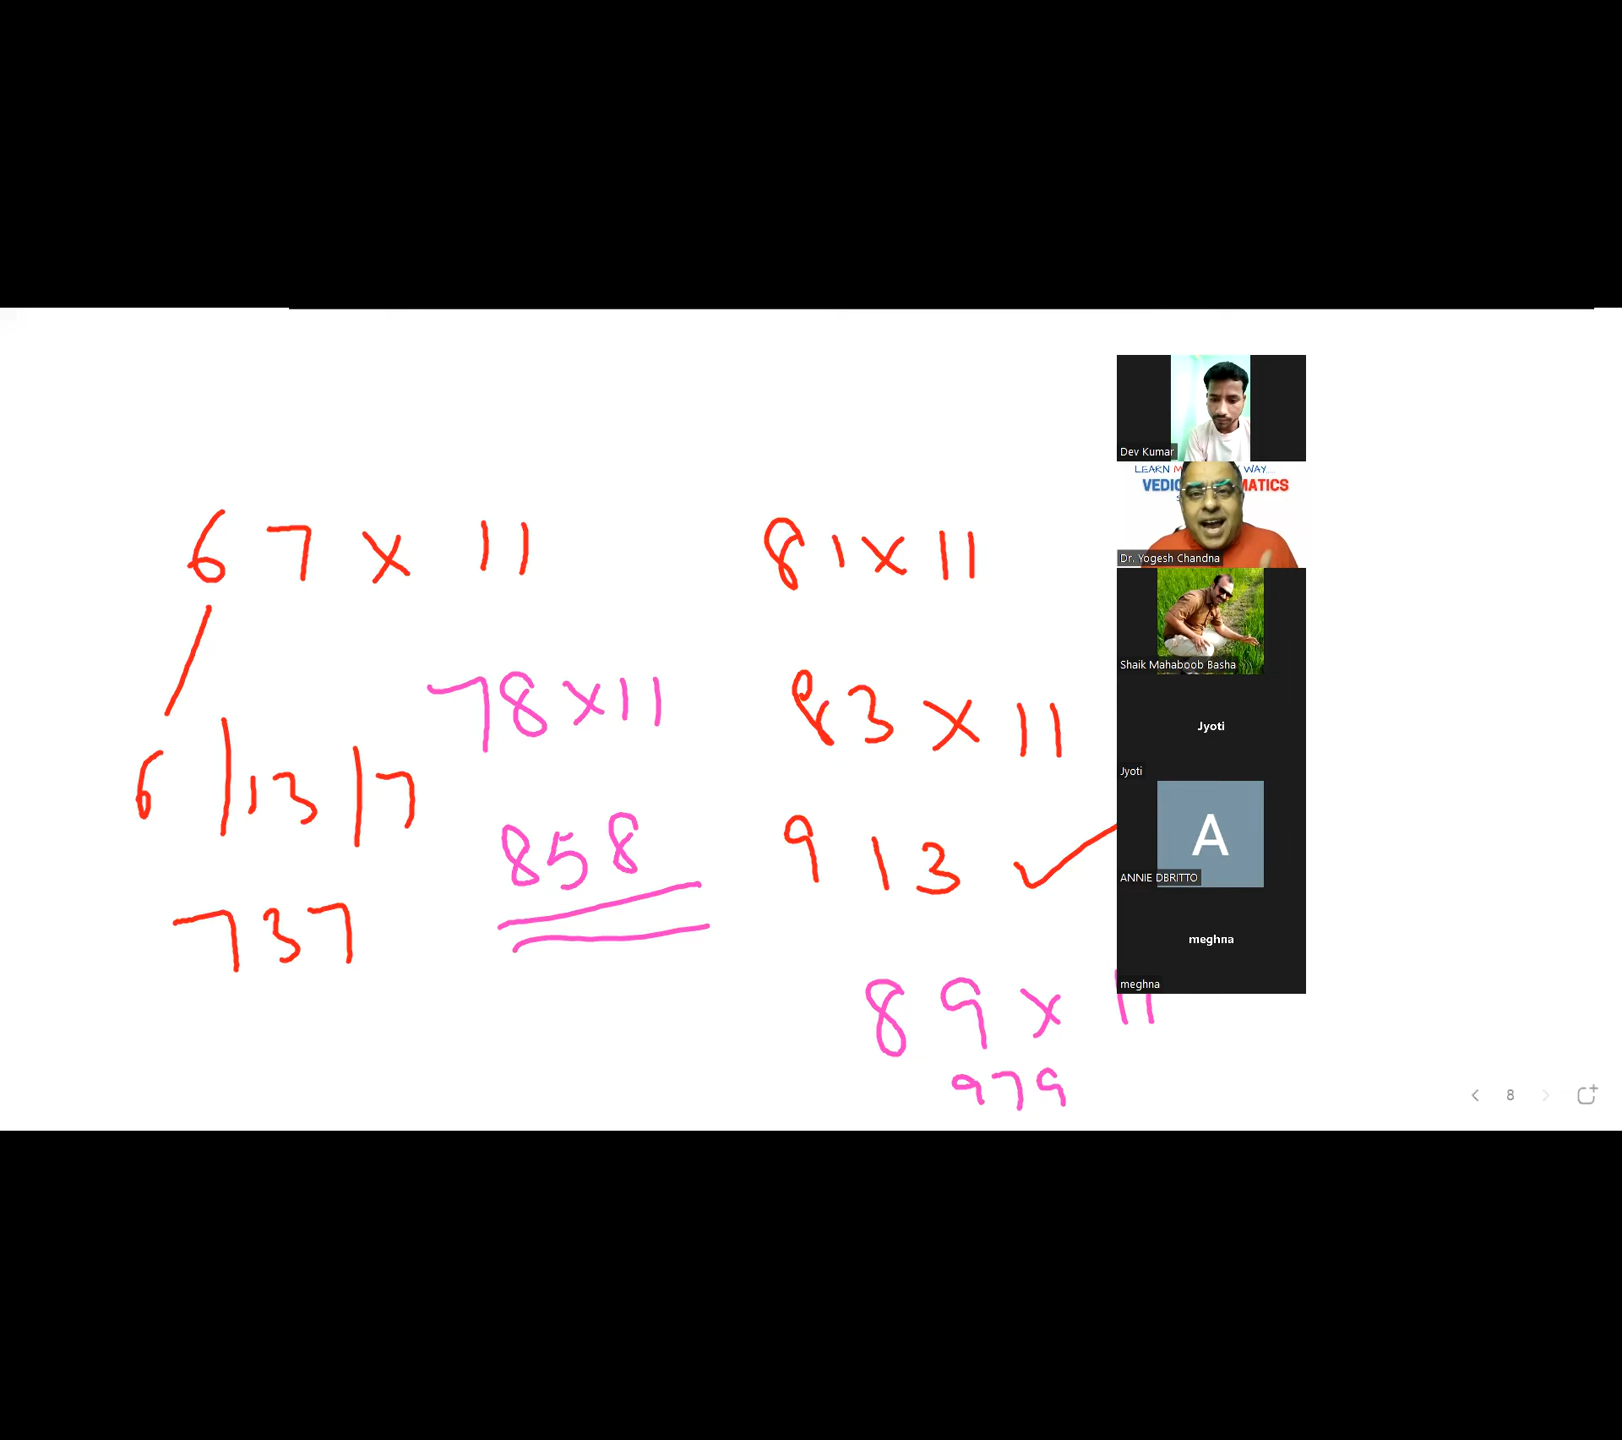 67 x 11
6 | 13 | 7
737
78 x 11
858
81 x 11
83 x 11
913 ✓
89 x 11
979
Dev Kumar
LEARN M WAY....
VEDIC MATICS
Dr. Yogesh Chandna
Shaik Mahaboob Basha
Jyoti
Jyoti
A
ANNIE DBRITTO
meghna
meghna
< 8 >